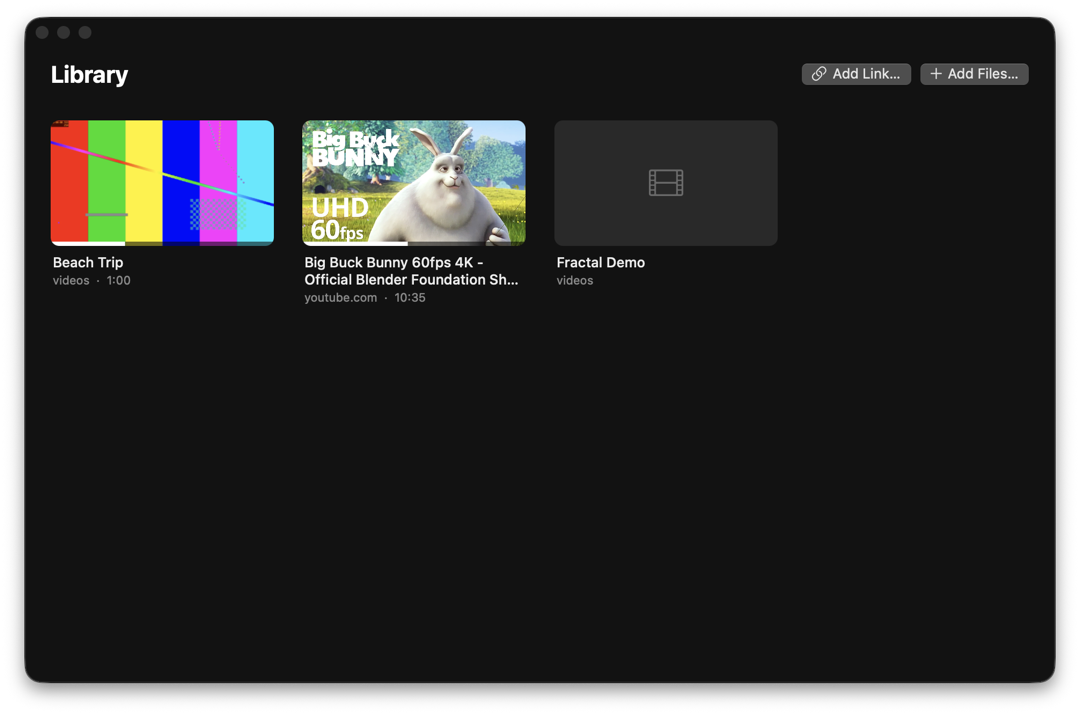 Library
Add Link...
Add Files...
Big Buck
BUNNY
UHD
60fps
Beach Trip
videos · 1:00
Big Buck Bunny 60fps 4K -
Official Blender Foundation Sh...
youtube.com · 10:35
Fractal Demo
videos